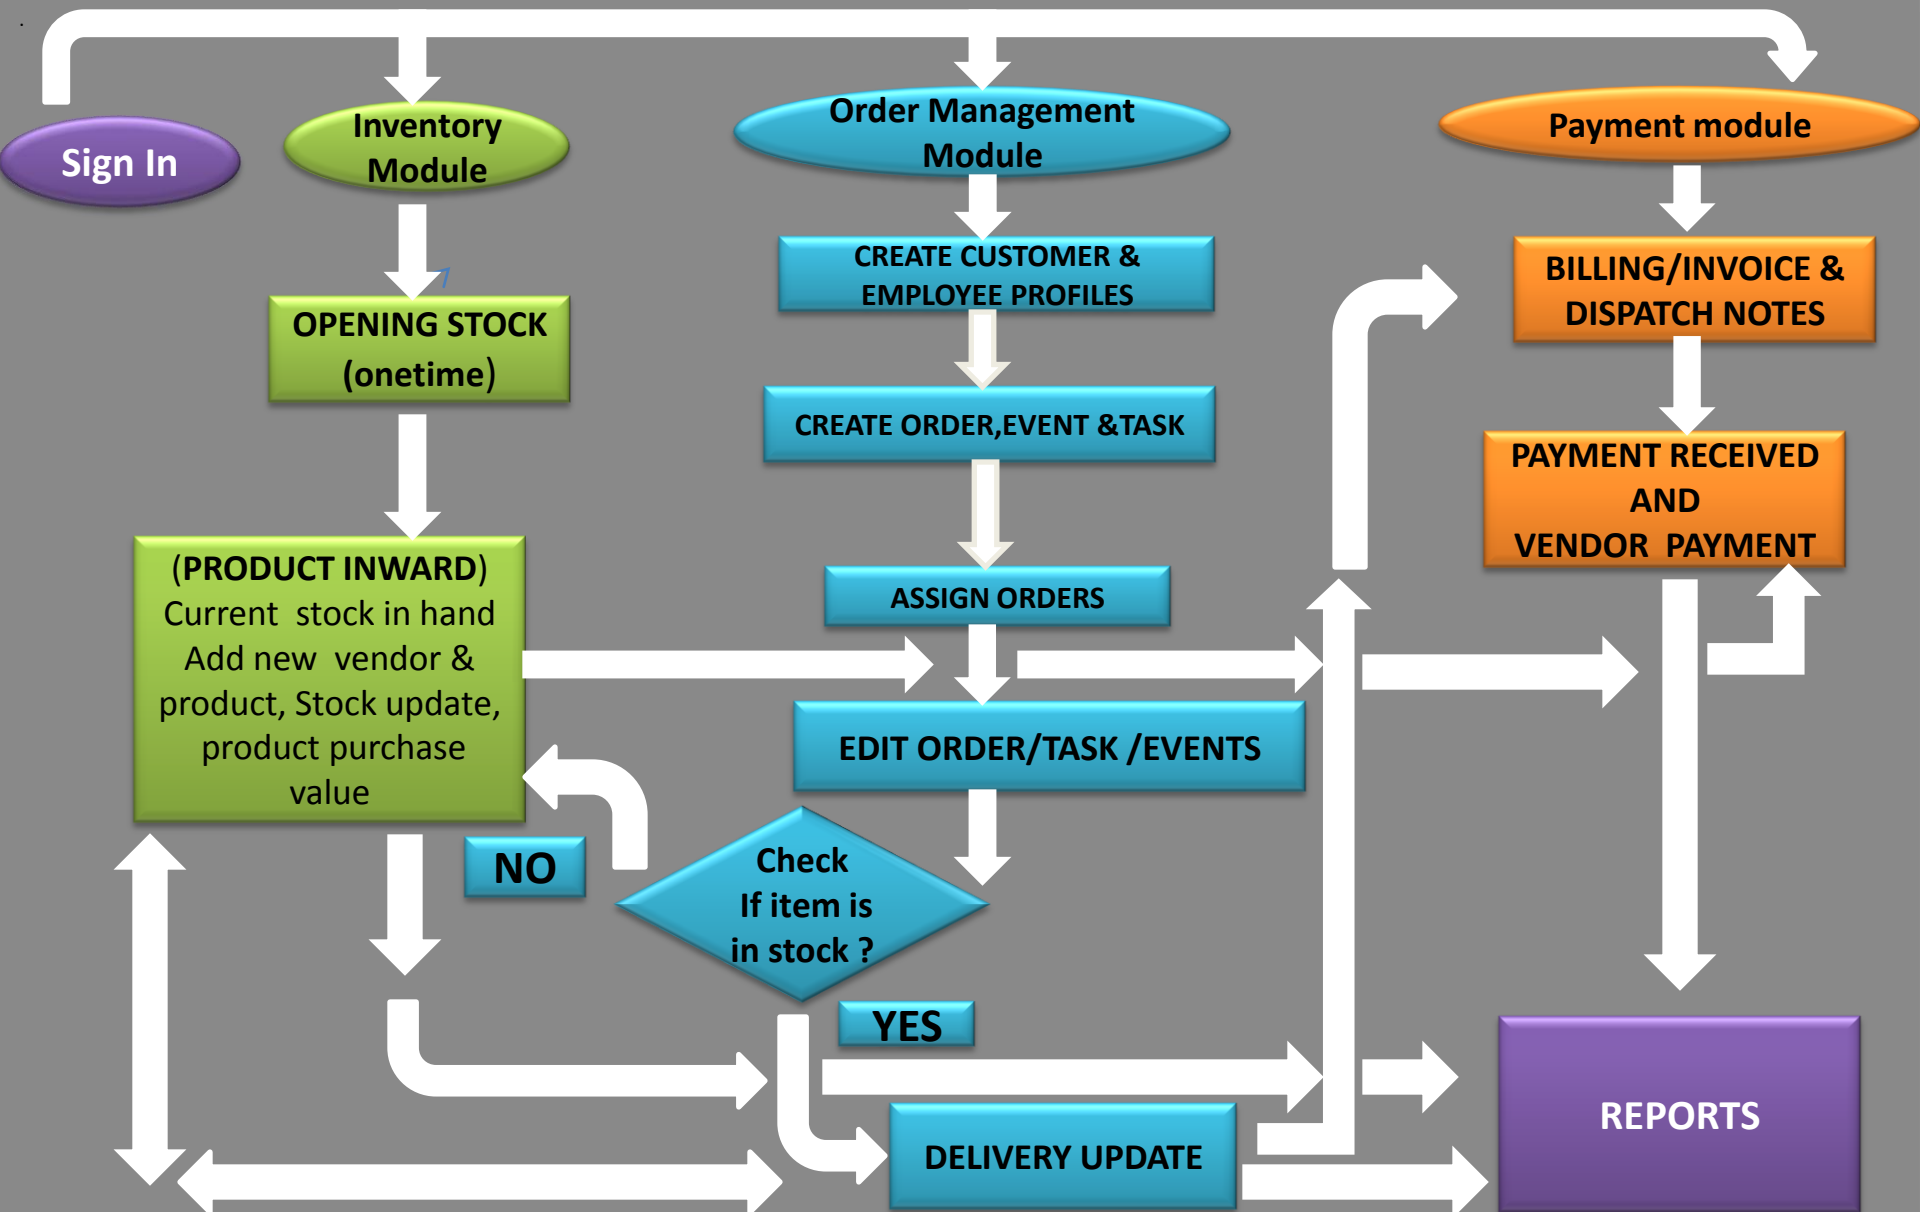 .
Sign In
Inventory
Module
Order Management
Module
Payment module
OPENING STOCK
(onetime)
(PRODUCT INWARD)
Current  stock in hand
Add new  vendor &
product, Stock update,
product purchase
value
CREATE CUSTOMER &
EMPLOYEE PROFILES
CREATE ORDER,EVENT &TASK
ASSIGN ORDERS
EDIT ORDER/TASK /EVENTS
Check
If item is
in stock ?
NO
YES
DELIVERY UPDATE
BILLING/INVOICE &
DISPATCH NOTES
PAYMENT RECEIVED
AND
VENDOR  PAYMENT
REPORTS